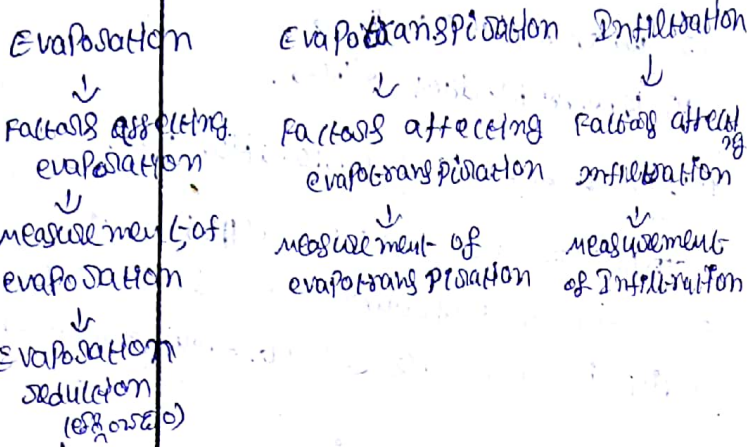 Evaporation
↓
Factors affecting
evaporation
↓
measurement of
evaporation
↓
Evaporation
reduction
Evapotranspiration
↓
Factors affecting
evapotranspiration
↓
measurement of
evapotranspiration
Infiltration
↓
Factors affecting
infiltration
↓
measurement
of Infiltration